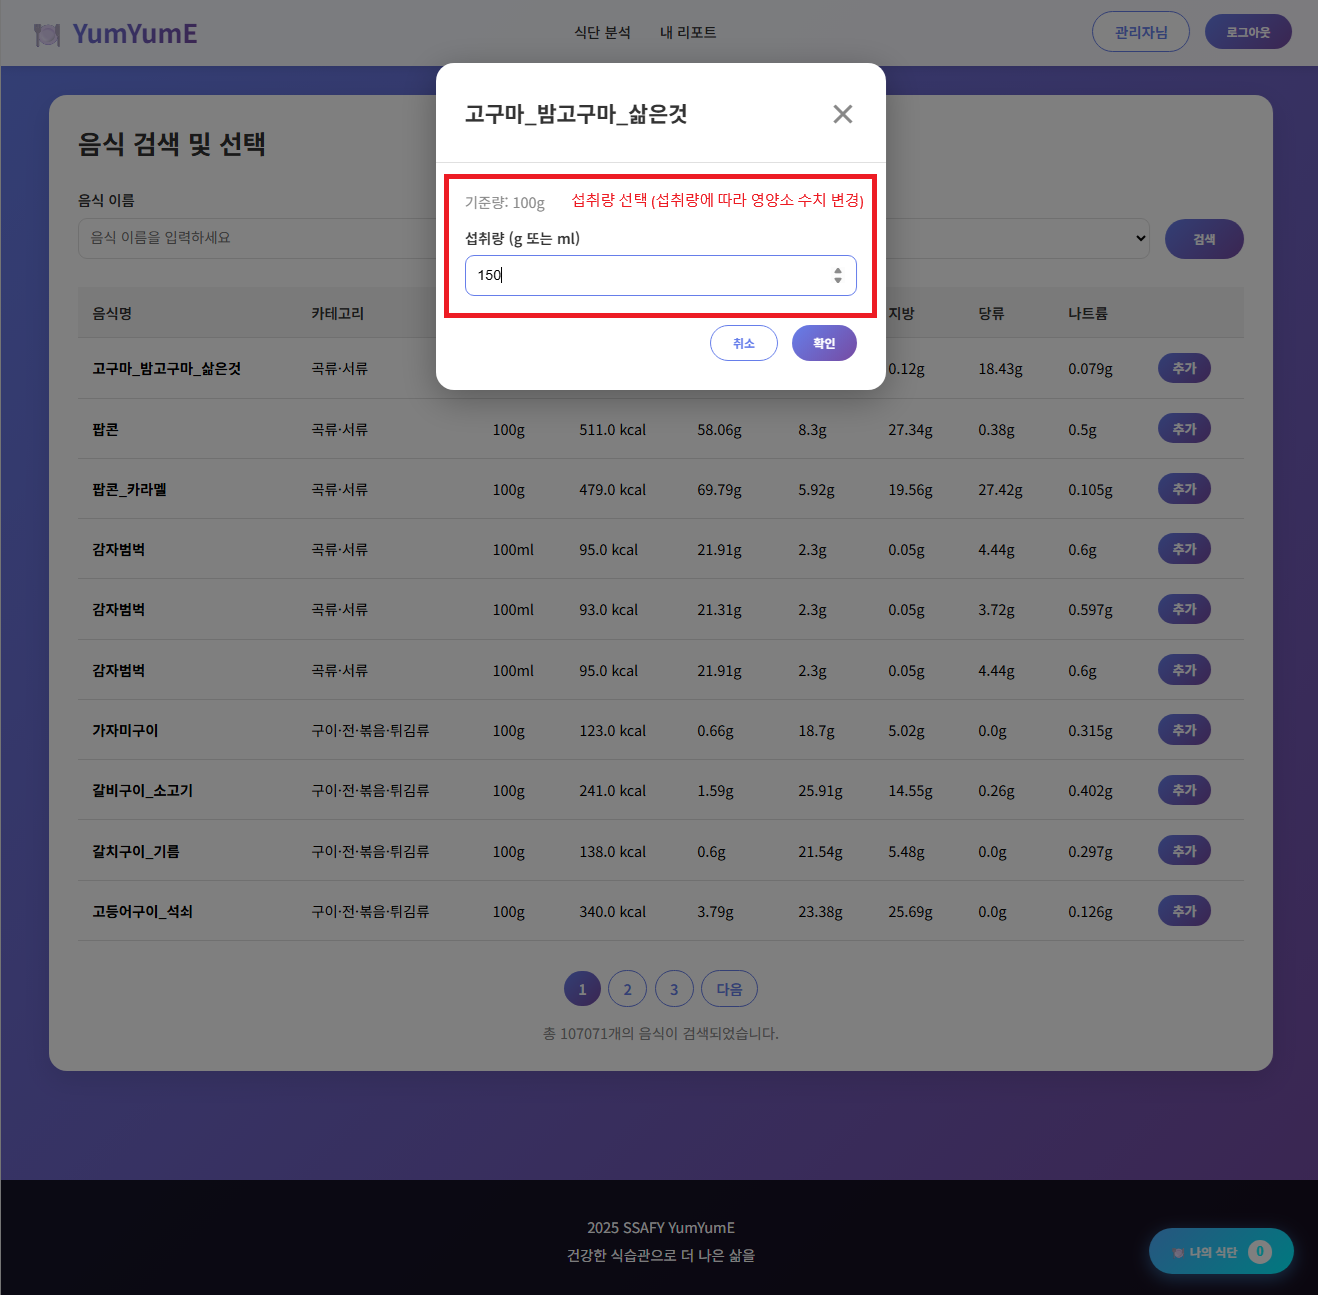 YumYumE
식단 분석
내 리포트
관리자님
로그아웃
음식 검색 및 선택
고구마_밤고구마_삶은것
기준량: 100g
섭취량 선택 (섭취량에 따라 영양소 수치 변경)
섭취량 (g 또는 ml)
150
취소
확인
음식 이름
음식 이름을 입력하세요
검색
음식명 카테고리 지방 당류 나트륨
고구마_밤고구마_삶은것 곡류·서류 0.12g 18.43g 0.079g 추가
팝콘 곡류·서류 100g 511.0 kcal 58.06g 8.3g 27.34g 0.38g 0.5g 추가
팝콘_카라멜 곡류·서류 100g 479.0 kcal 69.79g 5.92g 19.56g 27.42g 0.105g 추가
감자범벅 곡류·서류 100ml 95.0 kcal 21.91g 2.3g 0.05g 4.44g 0.6g 추가
감자범벅 곡류·서류 100ml 93.0 kcal 21.31g 2.3g 0.05g 3.72g 0.597g 추가
감자범벅 곡류·서류 100ml 95.0 kcal 21.91g 2.3g 0.05g 4.44g 0.6g 추가
가자미구이 구이·전·볶음·튀김류 100g 123.0 kcal 0.66g 18.7g 5.02g 0.0g 0.315g 추가
갈비구이_소고기 구이·전·볶음·튀김류 100g 241.0 kcal 1.59g 25.91g 14.55g 0.26g 0.402g 추가
갈치구이_기름 구이·전·볶음·튀김류 100g 138.0 kcal 0.6g 21.54g 5.48g 0.0g 0.297g 추가
고등어구이_석쇠 구이·전·볶음·튀김류 100g 340.0 kcal 3.79g 23.38g 25.69g 0.0g 0.126g 추가
1 2 3 다음
총 107071개의 음식이 검색되었습니다.
2025 SSAFY YumYumE
건강한 식습관으로 더 나은 삶을
나의 식단 0